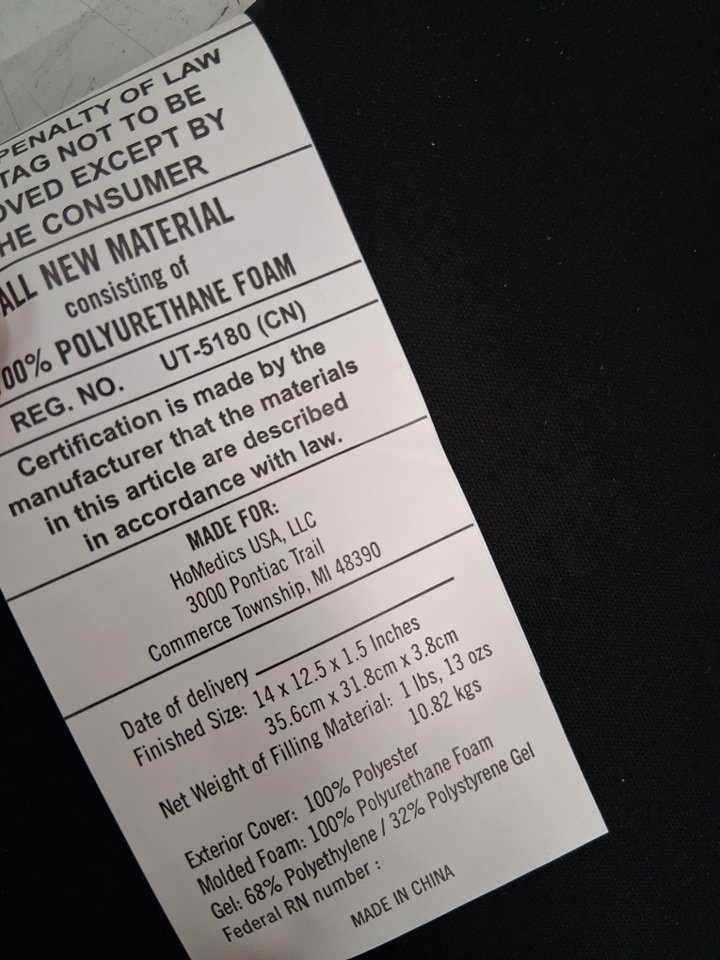 PENALTY OF LAW
TAG NOT TO BE
OVED EXCEPT BY
HE CONSUMER
ALL NEW MATERIAL
consisting of
00% POLYURETHANE FOAM
REG. NO. UT-5180 (CN)
Certification is made by the
manufacturer that the materials
in this article are described
in accordance with law.
MADE FOR:
HoMedics USA, LLC
3000 Pontiac Trail
Commerce Township, MI 48390
Date of delivery
Finished Size: 14 x 12.5 x 1.5 Inches
35.6cm x 31.8cm x 3.8cm
Net Weight of Filling Material: 1 lbs, 13 ozs
10.82 kgs
Exterior Cover: 100% Polyester
Molded Foam: 100% Polyurethane Foam
Gel: 68% Polyethylene / 32% Polystyrene Gel
Federal RN number :
MADE IN CHINA